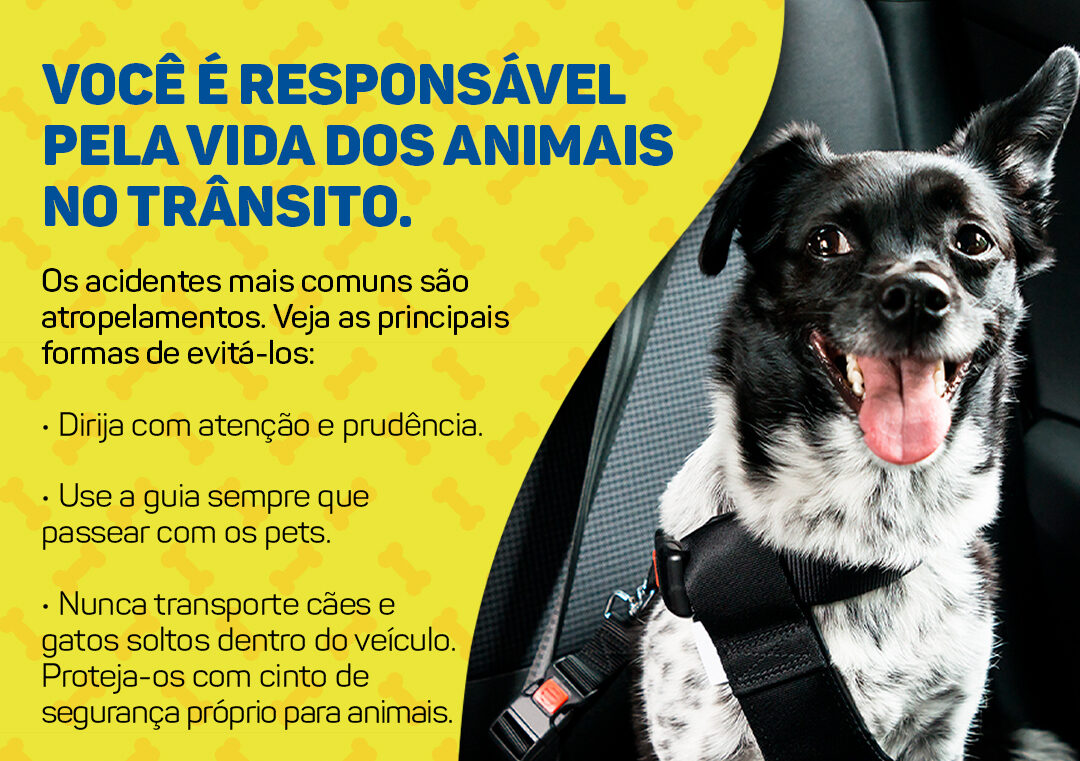 VOCÊ É RESPONSÁVEL
PELA VIDA DOS ANIMAIS
NO TRÂNSITO.
Os acidentes mais comuns são
atropelamentos. Veja as principais
formas de evitá-los:
• Dirija com atenção e prudência.
• Use a guia sempre que
passear com os pets.
• Nunca transporte cães e
gatos soltos dentro do veículo.
Proteja-os com cinto de
segurança próprio para animais.